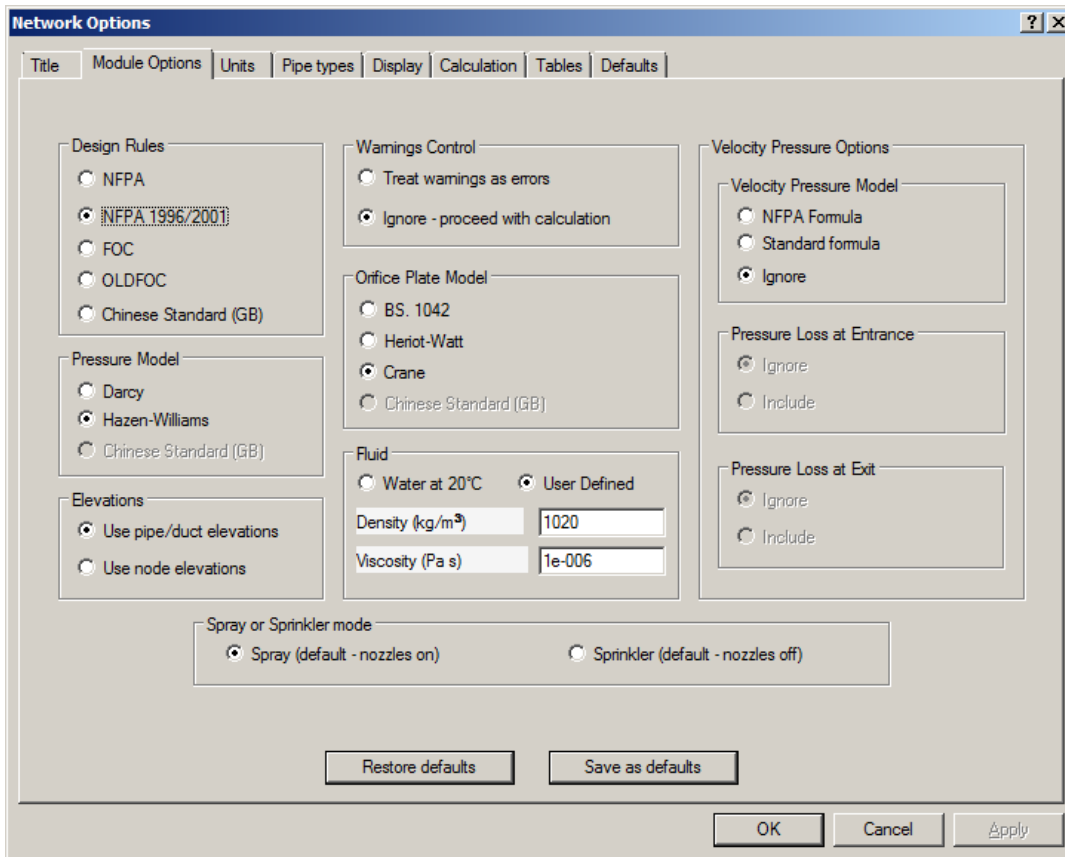 Network Options
Title Module Options Units Pipe types Display Calculation Tables Defaults
Design Rules
NFPA
NFPA 1996/2001
FOC
OLDFOC
Chinese Standard (GB)
Pressure Model
Darcy
Hazen-Williams
Chinese Standard (GB)
Elevations
Use pipe/duct elevations
Use node elevations
Warnings Control
Treat warnings as errors
Ignore - proceed with calculation
Orifice Plate Model
BS. 1042
Heriot-Watt
Crane
Chinese Standard (GB)
Fluid
Water at 20°C User Defined
Density (kg/m³) 1020
Viscosity (Pa s) 1e-006
Velocity Pressure Options
Velocity Pressure Model
NFPA Formula
Standard formula
Ignore
Pressure Loss at Entrance
Ignore
Include
Pressure Loss at Exit
Ignore
Include
Spray or Sprinkler mode
Spray (default - nozzles on) Sprinkler (default - nozzles off)
Restore defaults Save as defaults
OK Cancel Apply